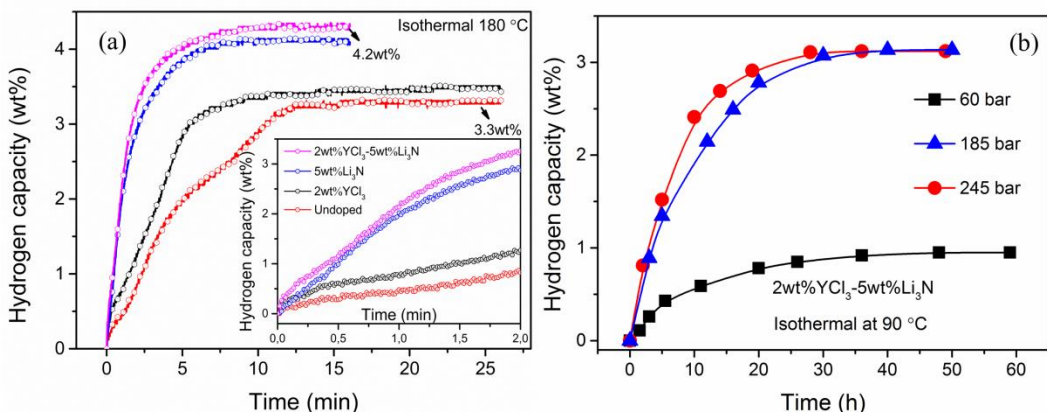 (a)
Isothermal 180 °C
4.2wt%
3.3wt%
Hydrogen capacity (wt%)
4
3
2
1
0
0 5 10 15 20 25
Time (min)
2wt%YCl₃-5wt%Li₃N
5wt%Li₃N
2wt%YCl₃
Undoped
Hydrogen capacity (wt%)
3
2
1
0
0,0 0,5 1,0 1,5 2,0
Time (min)
(b)
Hydrogen capacity (wt%)
3
2
1
0
60 bar
185 bar
245 bar
2wt%YCl₃-5wt%Li₃N
Isothermal at 90 °C
0 10 20 30 40 50 60
Time (h)